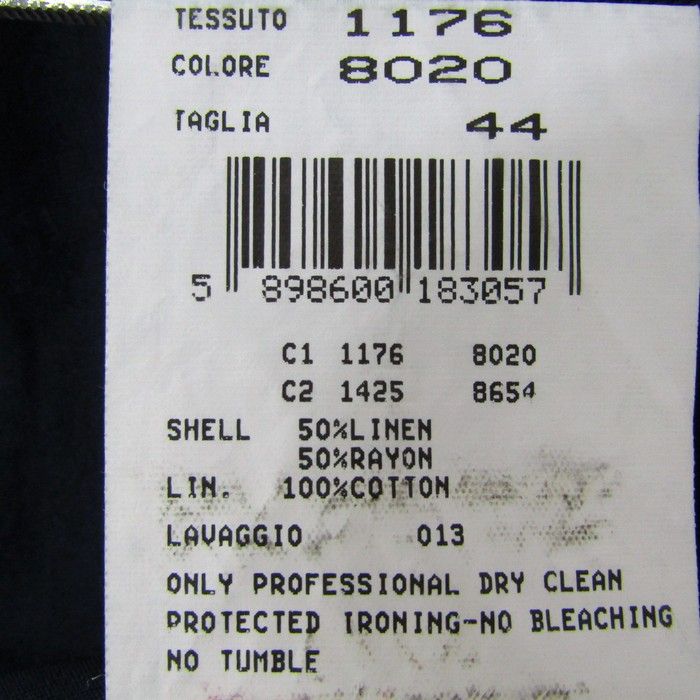 TESSUTO 1176
COLORE 8020
TAGLIA 44
5 898600 183057
C1 1176 8020
C2 1425 8654
SHELL 50%LINEN
50%RAYON
LIN. 100%COTTON
LAVAGGIO 013
ONLY PROFESSIONAL DRY CLEAN
PROTECTED IRONING-NO BLEACHING
NO TUMBLE